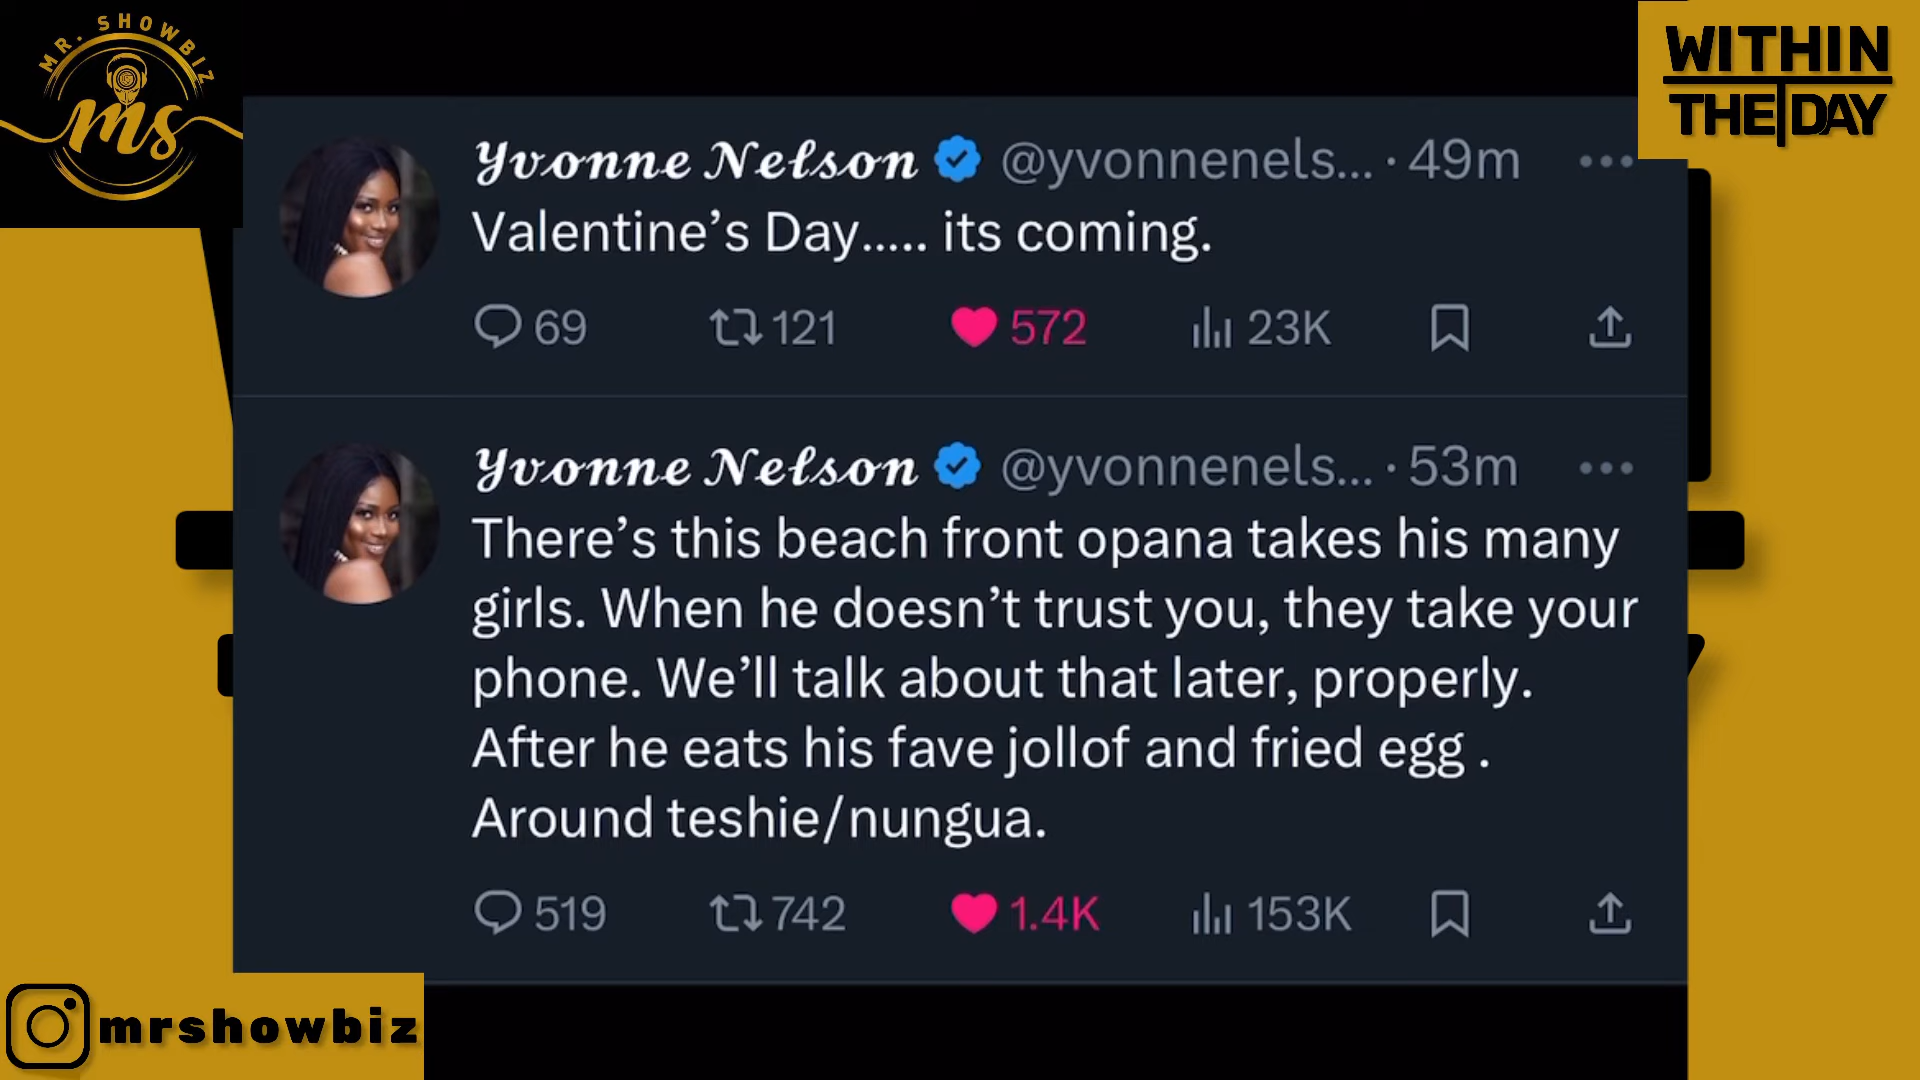 MR. SHOWBIZ
ms
WITHIN
THE DAY
Yvonne Nelson @yvonnenels... · 49m
Valentine's Day..... its coming.
69 121 572 23K
Yvonne Nelson @yvonnenels... · 53m
There's this beach front opana takes his many
girls. When he doesn't trust you, they take your
phone. We'll talk about that later, properly.
After he eats his fave jollof and fried egg .
Around teshie/nungua.
519 742 1.4K 153K
mrshowbiz